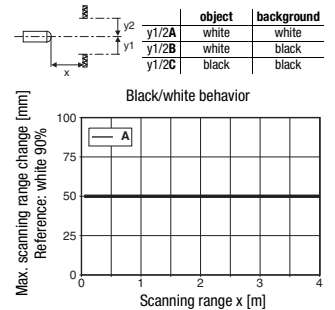 y2
y1
x
object background
y1/2A white white
y1/2B white black
y1/2C black black
Black/white behavior
Max. scanning range change [mm]
Reference: white 90%
A
100
75
50
25
0
0 1 2 3 4
Scanning range x [m]